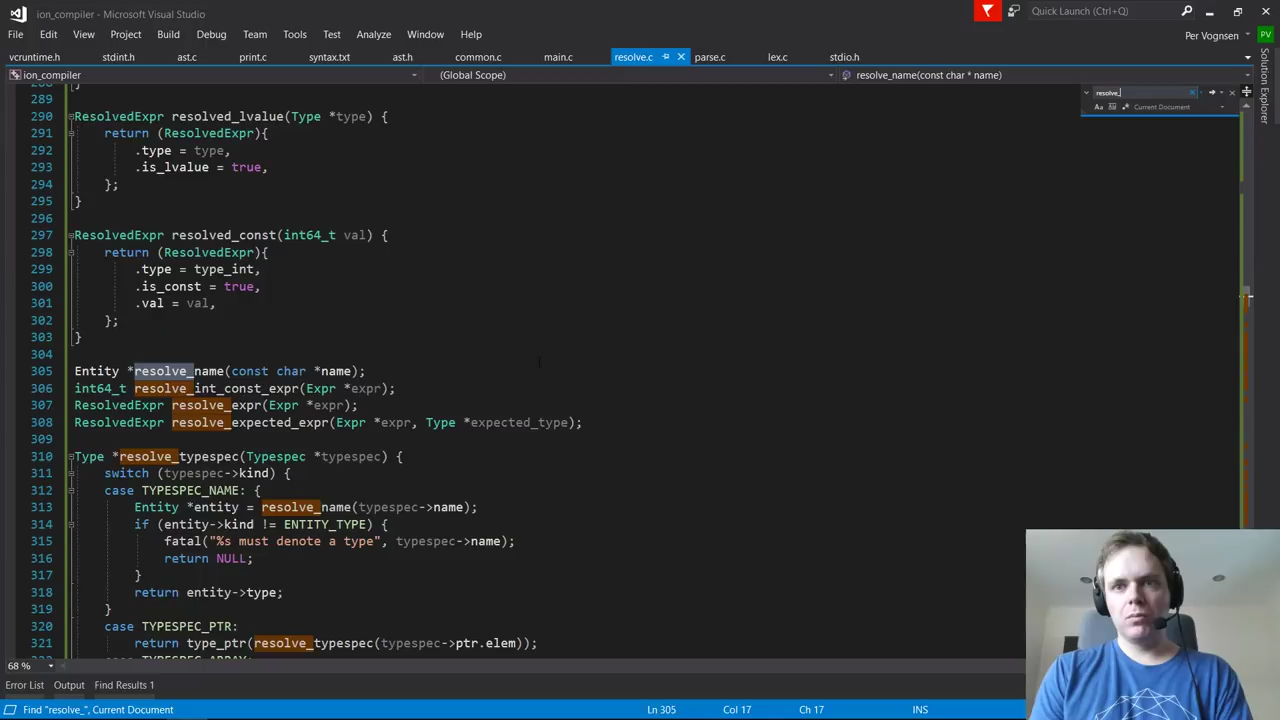 ion_compiler - Microsoft Visual Studio
Quick Launch (Ctrl+Q)
File Edit View Project Build Debug Team Tools Test Analyze Window Help
Per Vognsen PV
vcruntime.h stdint.h ast.c print.c syntax.txt ast.h common.c main.c resolve.c parse.c lex.c stdio.h
Solution Explorer
ion_compiler (Global Scope) resolve_name(const char * name)
resolve_
Aa Current Document
289
290 ResolvedExpr resolved_lvalue(Type *type) {
291 return (ResolvedExpr){
292 .type = type,
293 .is_lvalue = true,
294 };
295 }
296
297 ResolvedExpr resolved_const(int64_t val) {
298 return (ResolvedExpr){
299 .type = type_int,
300 .is_const = true,
301 .val = val,
302 };
303 }
304
305 Entity *resolve_name(const char *name);
306 int64_t resolve_int_const_expr(Expr *expr);
307 ResolvedExpr resolve_expr(Expr *expr);
308 ResolvedExpr resolve_expected_expr(Expr *expr, Type *expected_type);
309
310 Type *resolve_typespec(Typespec *typespec) {
311 switch (typespec->kind) {
312 case TYPESPEC_NAME: {
313 Entity *entity = resolve_name(typespec->name);
314 if (entity->kind != ENTITY_TYPE) {
315 fatal("%s must denote a type", typespec->name);
316 return NULL;
317 }
318 return entity->type;
319 }
320 case TYPESPEC_PTR:
321 return type_ptr(resolve_typespec(typespec->ptr.elem));
68 %
Error List Output Find Results 1
Find "resolve_", Current Document Ln 305 Col 17 Ch 17 INS